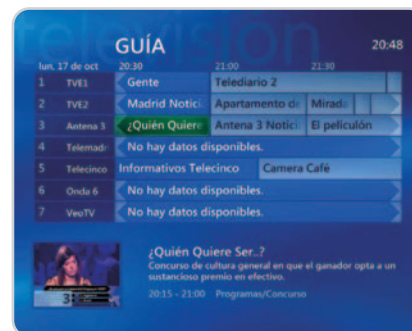 televisión
GUÍA 20:48
lun. 17 de oct 20:30 21:00 21:30
1 TVE1 Gente Telediario 2
2 TVE2 Madrid Notici Apartamento de Mirad
3 Antena 3 ¿Quién Quiere Antena 3 Notici El peliculón
4 Telemadr No hay datos disponibles.
5 Telecinco Informativos Telecinco Camera Café
6 Onda 6 No hay datos disponibles.
7 VeoTV No hay datos disponibles.
¿Quién Quiere Ser..?
Concurso de cultura general en que el ganador opta a un
sustancioso premio en efectivo.
20:15 - 21:00 Programas/Concurso
3